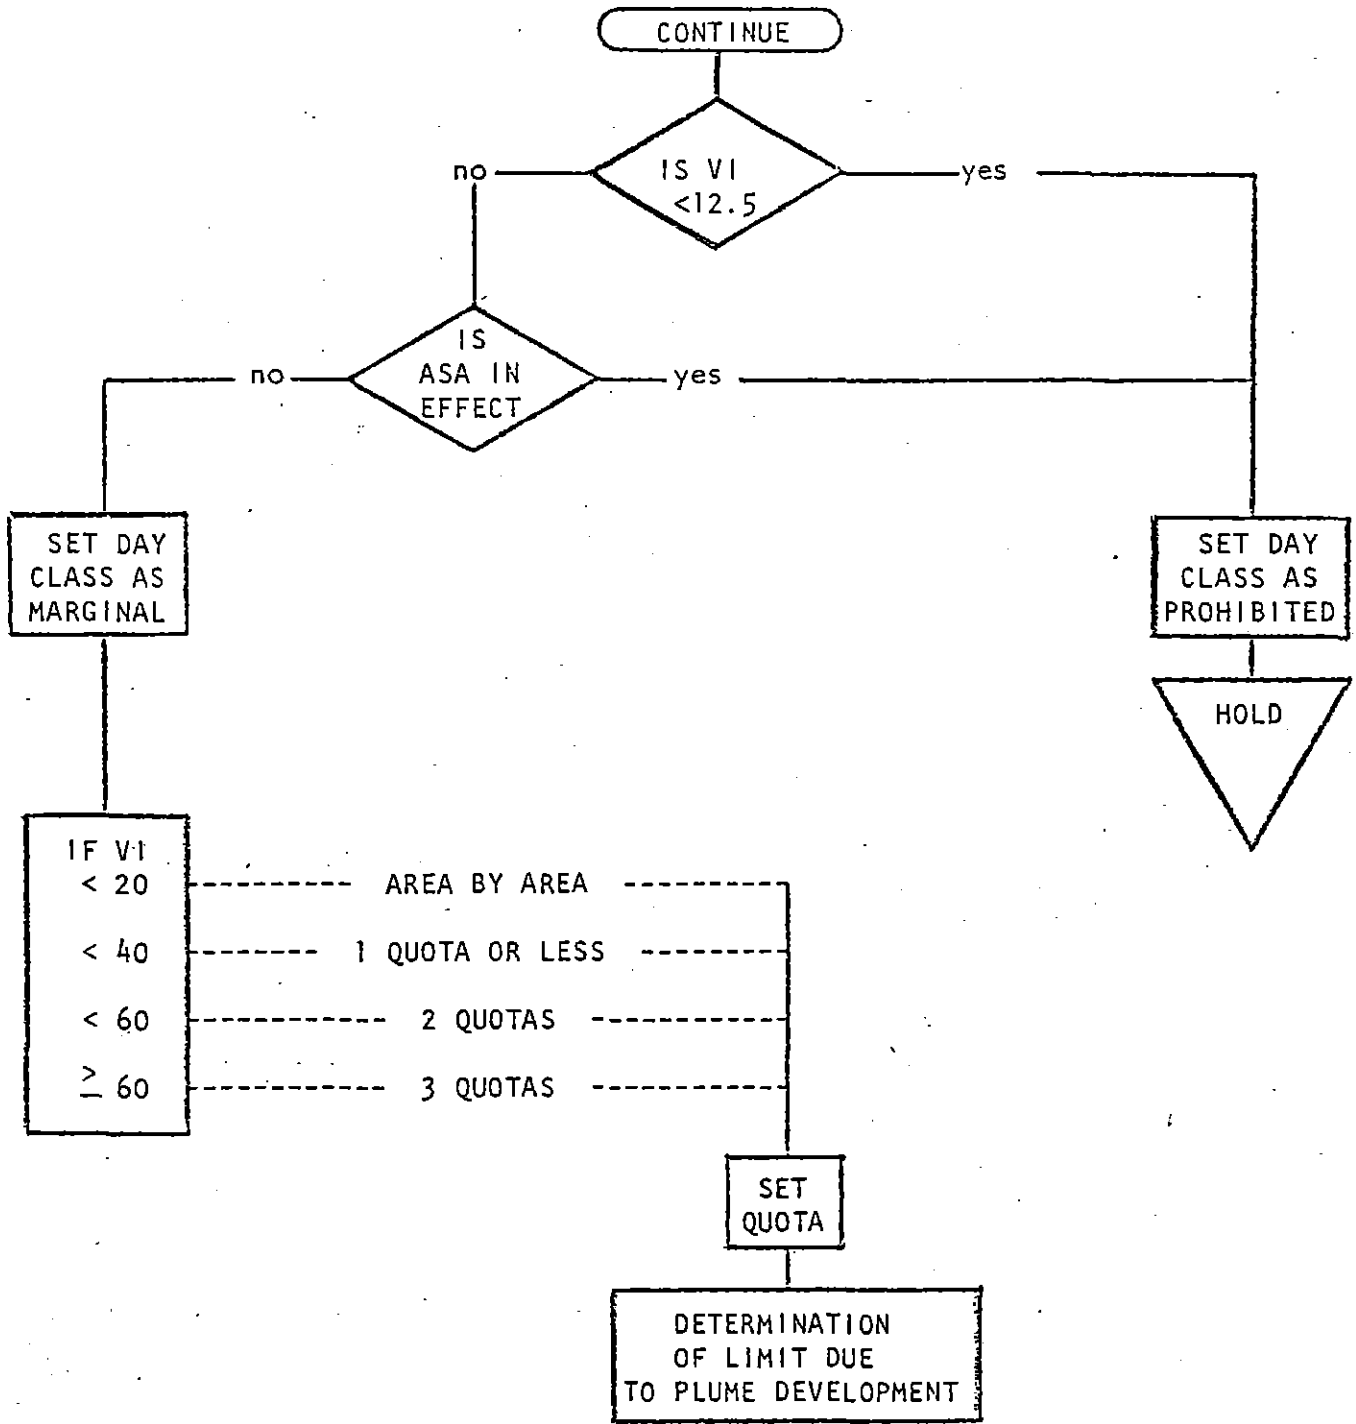 CONTINUE
IS VI
<12.5
no
yes
IS
ASA IN
EFFECT
no
yes
SET DAY
CLASS AS
MARGINAL
SET DAY
CLASS AS
PROHIBITED
HOLD
IF VI
< 20 AREA BY AREA
< 40 1 QUOTA OR LESS
< 60 2 QUOTAS
≥ 60 3 QUOTAS
SET
QUOTA
DETERMINATION
OF LIMIT DUE
TO PLUME DEVELOPMENT